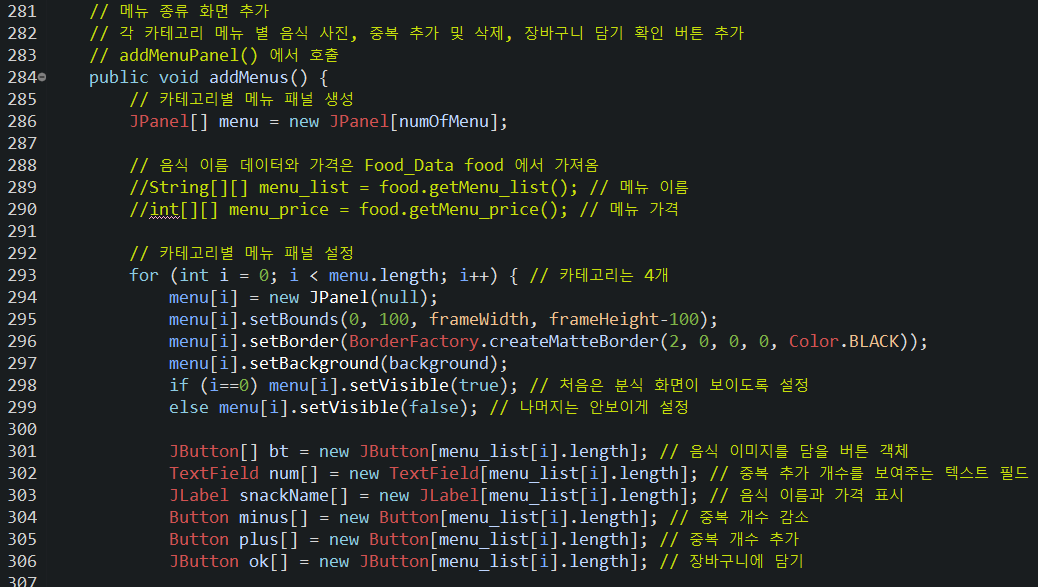 281 // 메뉴 종류 화면 추가
282 // 각 카테고리 메뉴 별 음식 사진, 중복 추가 및 삭제, 장바구니 담기 확인 버튼 추가
283 // addMenuPanel() 에서 호출
284 public void addMenus() {
285 // 카테고리별 메뉴 패널 생성
286 JPanel[] menu = new JPanel[numOfMenu];
287
288 // 음식 이름 데이터와 가격은 Food_Data food 에서 가져옴
289 //String[][] menu_list = food.getMenu_list(); // 메뉴 이름
290 //int[][] menu_price = food.getMenu_price(); // 메뉴 가격
291
292 // 카테고리별 메뉴 패널 설정
293 for (int i = 0; i < menu.length; i++) { // 카테고리는 4개
294 menu[i] = new JPanel(null);
295 menu[i].setBounds(0, 100, frameWidth, frameHeight-100);
296 menu[i].setBorder(BorderFactory.createMatteBorder(2, 0, 0, 0, Color.BLACK));
297 menu[i].setBackground(background);
298 if (i==0) menu[i].setVisible(true); // 처음은 분식 화면이 보이도록 설정
299 else menu[i].setVisible(false); // 나머지는 안보이게 설정
300
301 JButton[] bt = new JButton[menu_list[i].length]; // 음식 이미지를 담을 버튼 객체
302 TextField num[] = new TextField[menu_list[i].length]; // 중복 추가 개수를 보여주는 텍스트 필드
303 JLabel snackName[] = new JLabel[menu_list[i].length]; // 음식 이름과 가격 표시
304 Button minus[] = new Button[menu_list[i].length]; // 중복 개수 감소
305 Button plus[] = new Button[menu_list[i].length]; // 중복 개수 추가
306 JButton ok[] = new JButton[menu_list[i].length]; // 장바구니에 담기
307